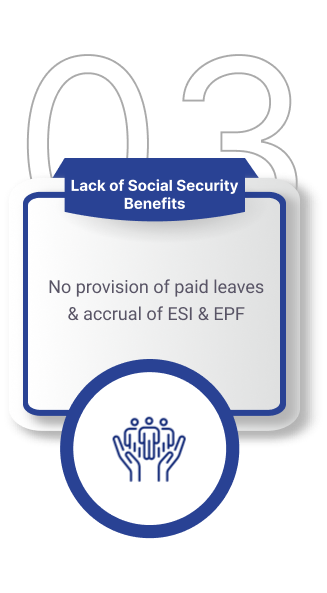 03
Lack of Social Security
Benefits
No provision of paid leaves
& accrual of ESI & EPF